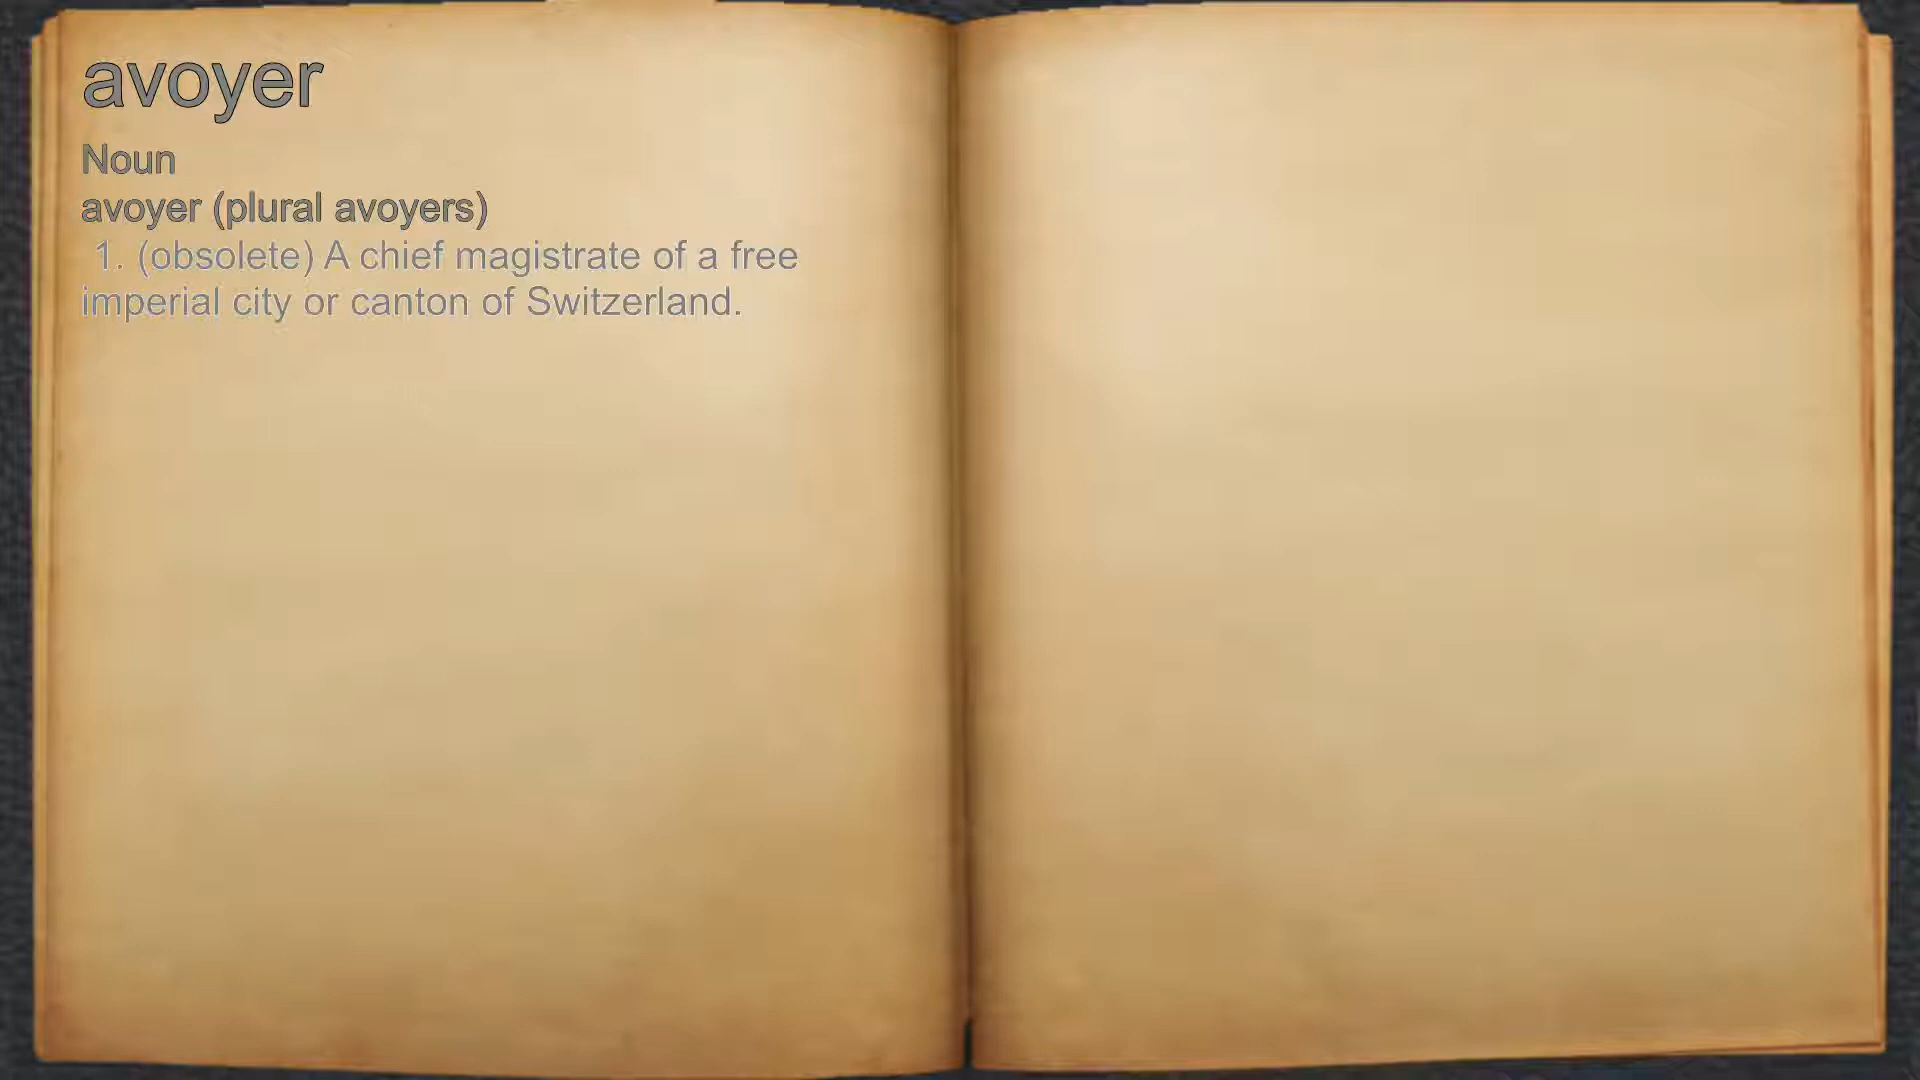 avoyer
Noun
avoyer (plural avoyers)
1. (obsolete) A chief magistrate of a free
imperial city or canton of Switzerland.